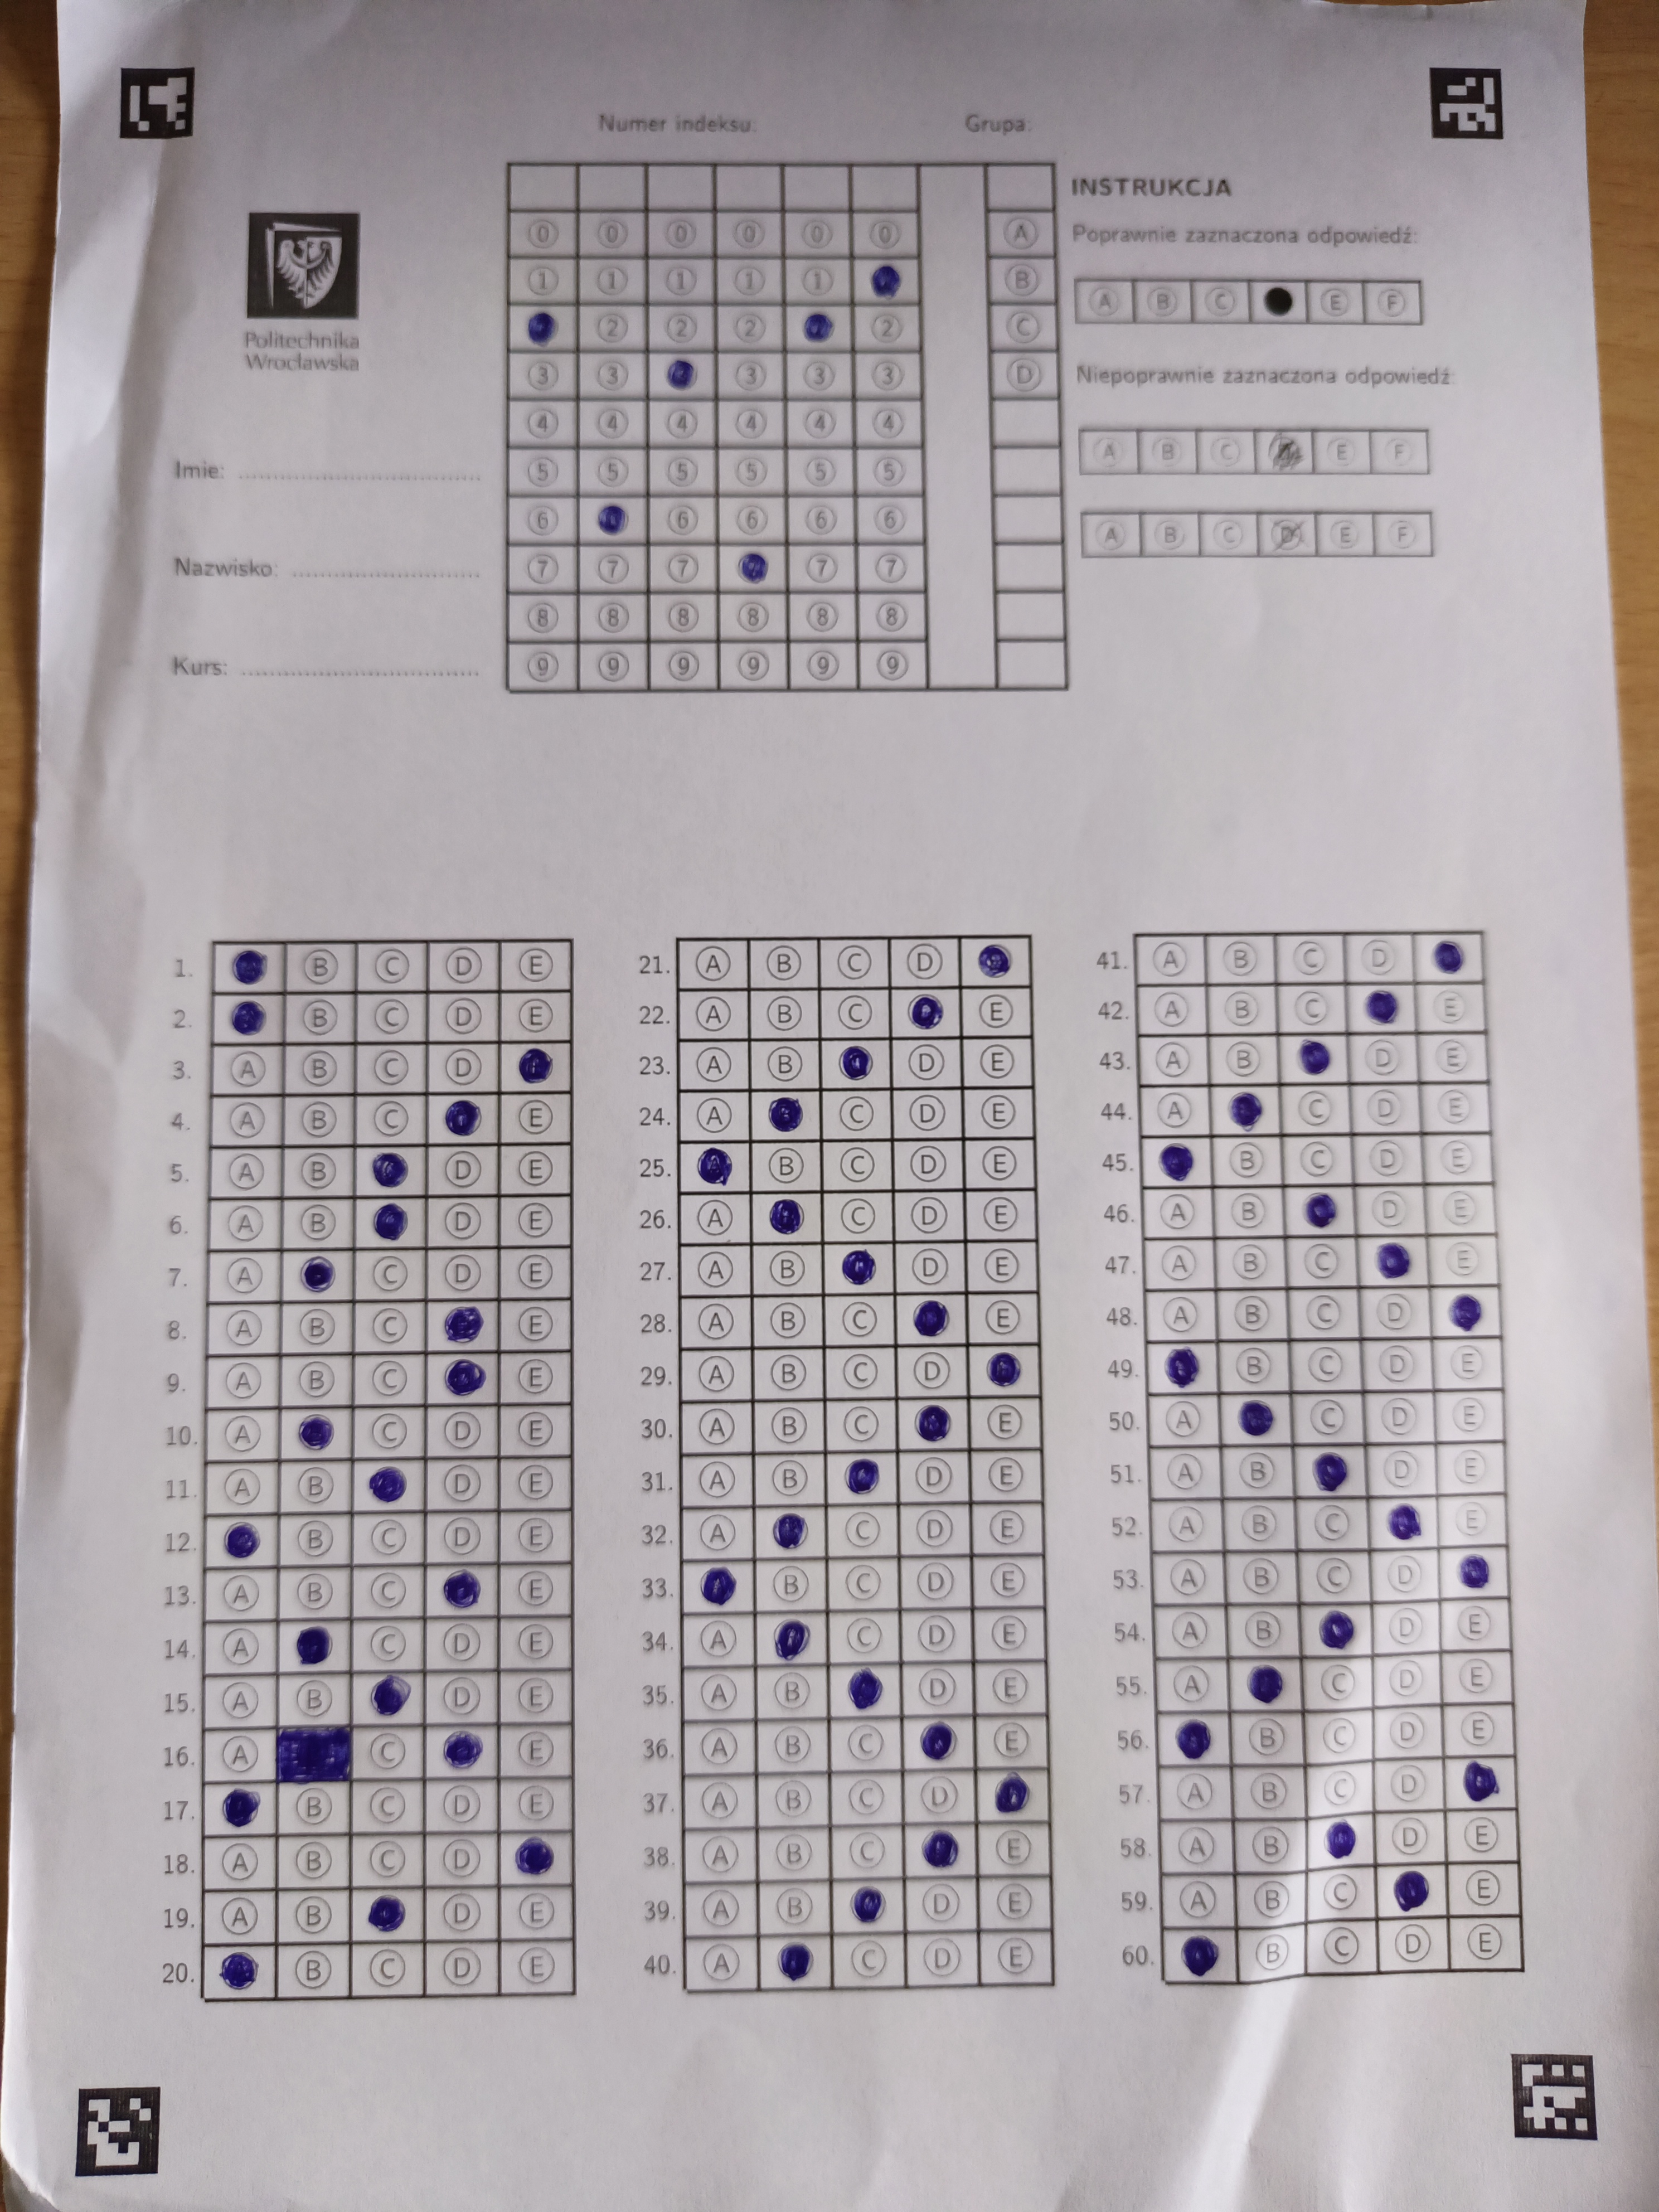 Numer indeksu: Grupa:
INSTRUKCJA
Poprawnie zaznaczona odpowiedź:
A B C E F
Niepoprawnie zaznaczona odpowiedź:
A B C D E F
A B C D E F
Politechnika
Wrocławska
Imie: ................................
Nazwisko: ................................
Kurs: ................................
0 0 0 0 0 0 A
1 1 1 1 1 B
2 2 2 2 C
3 3 3 3 3 D
4 4 4 4 4 4
5 5 5 5 5 5
6 6 6 6 6
7 7 7 7 7
8 8 8 8 8 8
9 9 9 9 9 9
1. B C D E
2. B C D E
3. A B C D
4. A B C E
5. A B D E
6. A B D E
7. A C D E
8. A B C E
9. A B C E
10. A C D E
11. A B D E
12. B C D E
13. A B C E
14. A C D E
15. A B D E
16. A C E
17. B C D E
18. A B C D
19. A B D E
20. B C D E
21. A B C D
22. A B C E
23. A B D E
24. A C D E
25. A B C D E
26. A C D E
27. A B D E
28. A B C E
29. A B C D
30. A B C E
31. A B D E
32. A C D E
33. B C D E
34. A C D E
35. A B D E
36. A B C E
37. A B C D
38. A B C E
39. A B D E
40. A C D E
41. A B C D
42. A B C E
43. A B D E
44. A C D E
45. B C D E
46. A B D E
47. A B C E
48. A B C D
49. B C D E
50. A C D E
51. A B D E
52. A B C E
53. A B C D
54. A B D E
55. A C D E
56. B C D E
57. A B C D
58. A B D E
59. A B C E
60. B C D E